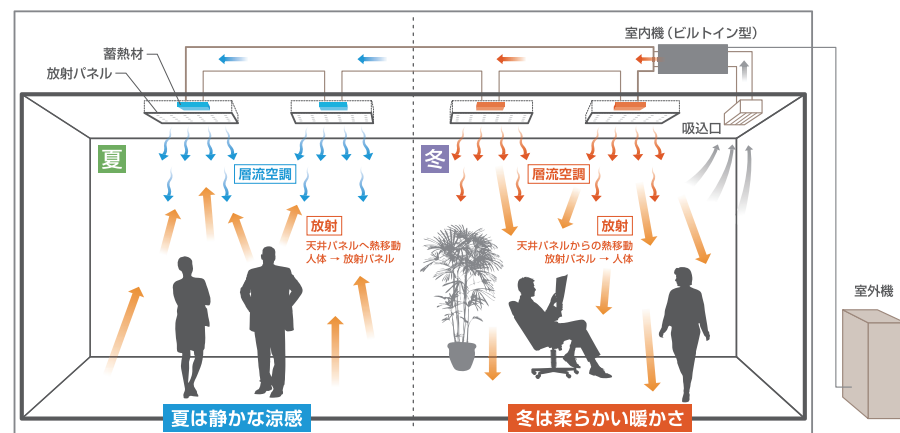 室内機（ビルトイン型）
蓄熱材
放射パネル
吸込口
夏
冬
層流空調
層流空調
放射
天井パネルへ熱移動
人体 → 放射パネル
放射
天井パネルからの熱移動
放射パネル → 人体
室外機
夏は静かな涼感
冬は柔らかい暖かさ